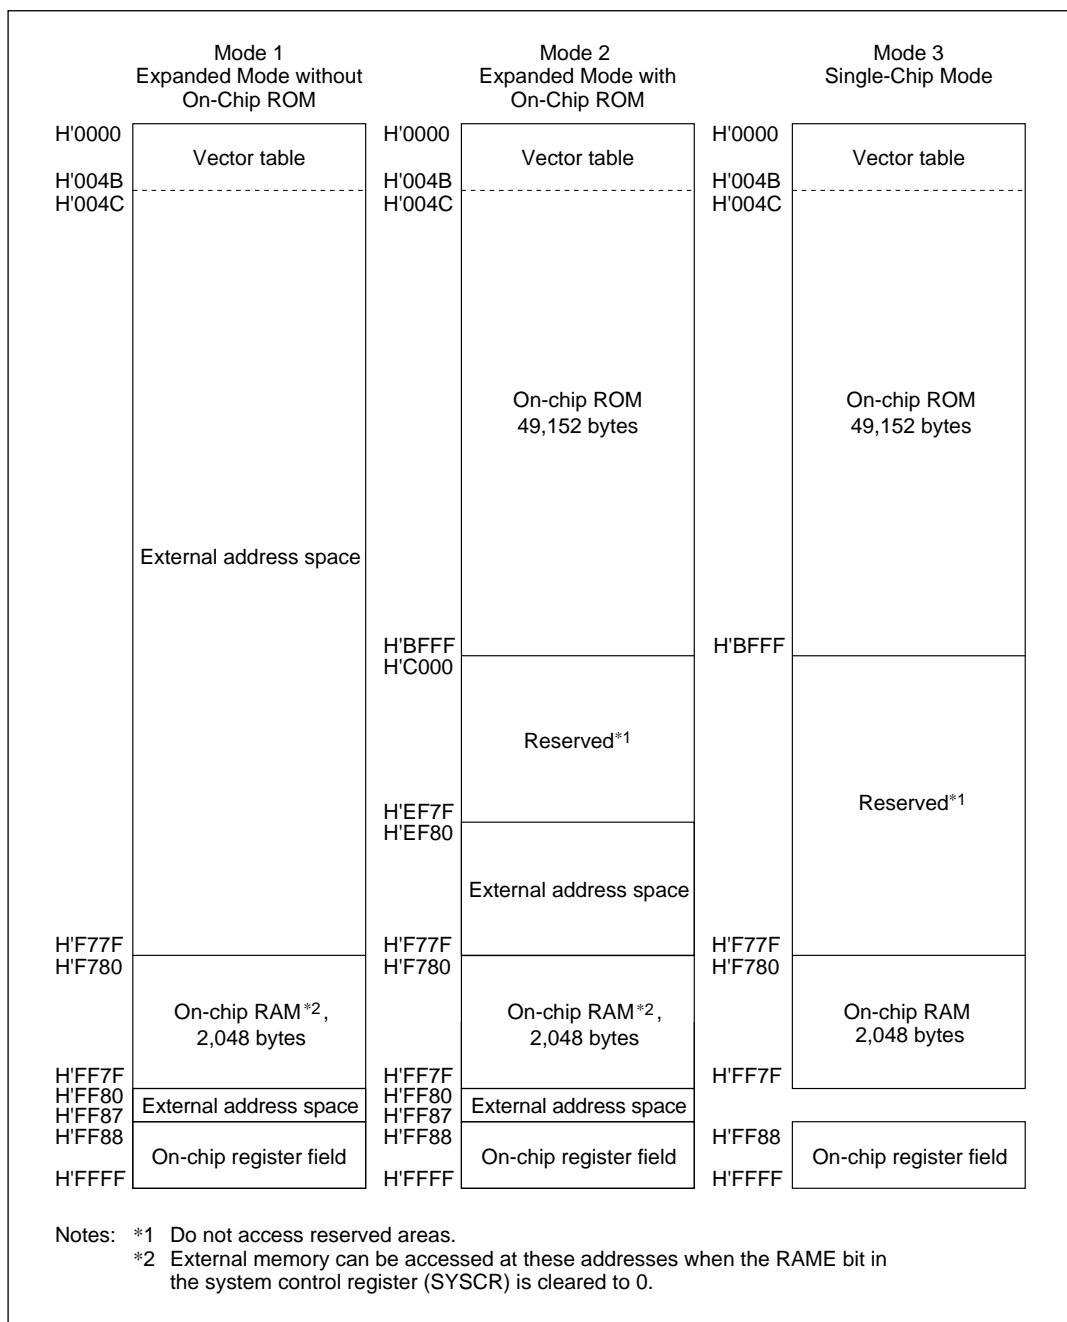 Mode 1
Expanded Mode without
On-Chip ROM
H'0000
Vector table
H'004B
H'004C
External address space
H'F77F
H'F780
On-chip RAM*2,
2,048 bytes
H'FF7F
H'FF80
External address space
H'FF87
H'FF88
On-chip register field
H'FFFF
Mode 2
Expanded Mode with
On-Chip ROM
H'0000
Vector table
H'004B
H'004C
On-chip ROM
49,152 bytes
H'BFFF
H'C000
Reserved*1
H'EF7F
H'EF80
External address space
H'F77F
H'F780
On-chip RAM*2,
2,048 bytes
H'FF7F
H'FF80
External address space
H'FF87
H'FF88
On-chip register field
H'FFFF
Mode 3
Single-Chip Mode
H'0000
Vector table
H'004B
H'004C
On-chip ROM
49,152 bytes
H'BFFF
Reserved*1
H'F77F
H'F780
On-chip RAM
2,048 bytes
H'FF7F
H'FF88
On-chip register field
H'FFFF
Notes: *1 Do not access reserved areas.
*2 External memory can be accessed at these addresses when the RAME bit in
the system control register (SYSCR) is cleared to 0.